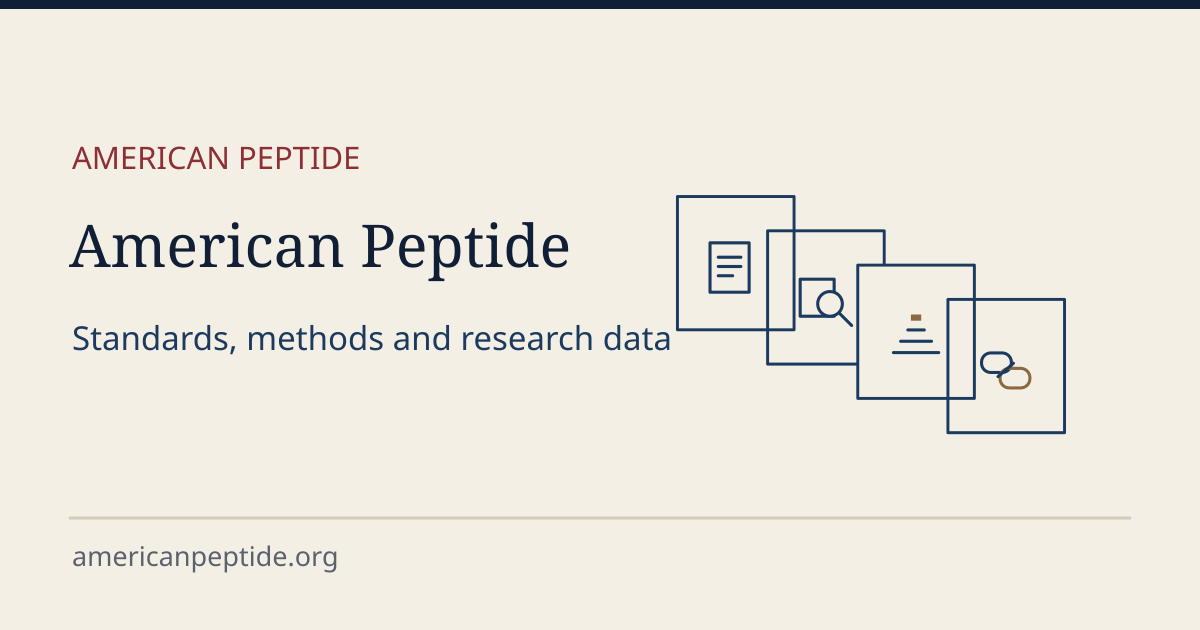 AMERICAN PEPTIDE
American Peptide
Standards, methods and research data
americanpeptide.org